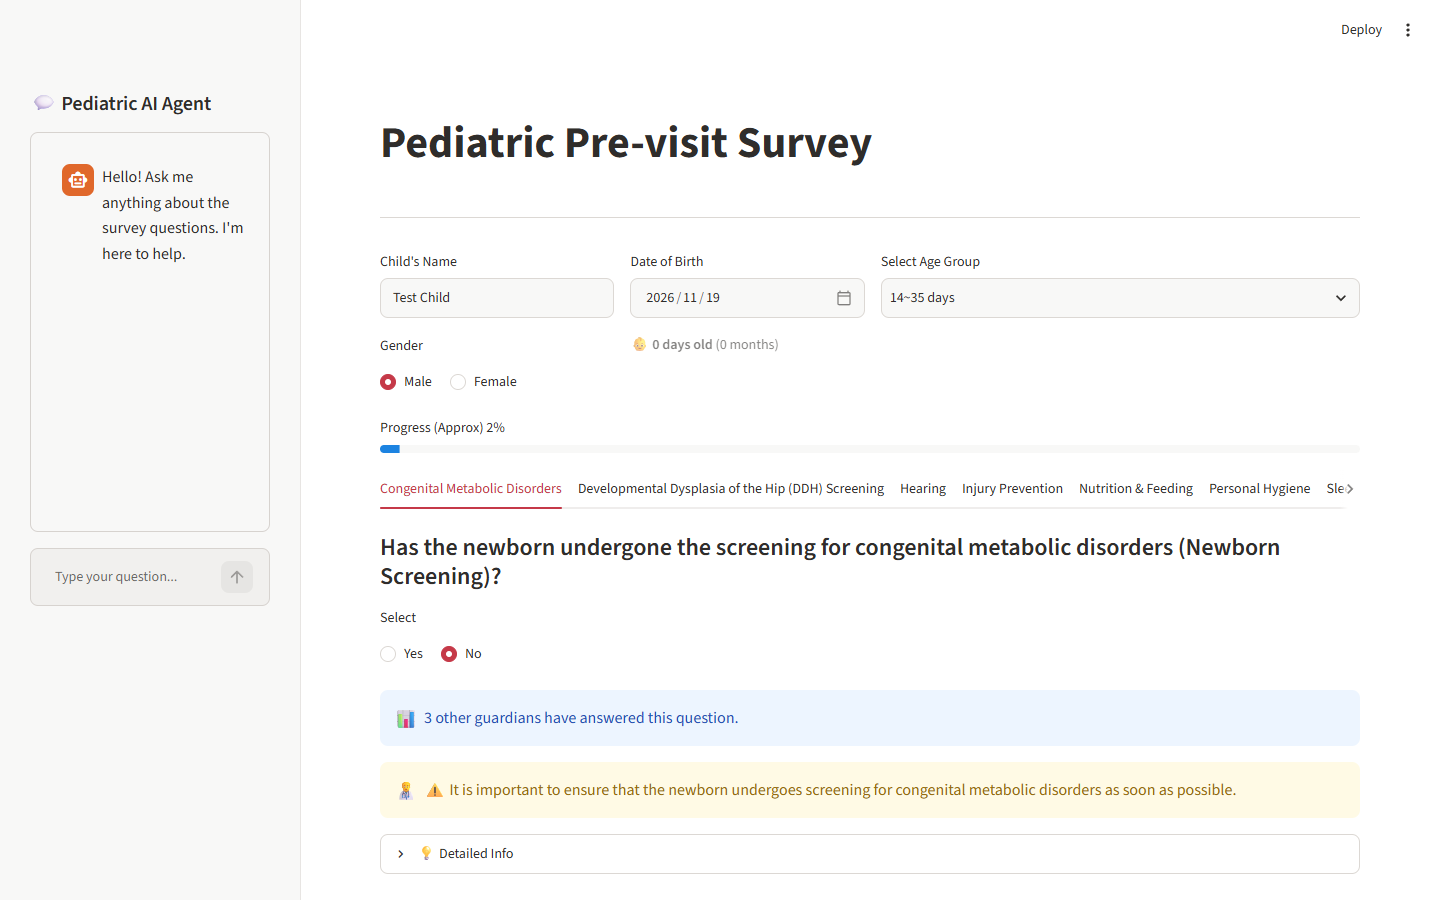 Deploy
Pediatric AI Agent
Hello! Ask me
anything about the
survey questions. I'm
here to help.
Type your question...
Pediatric Pre-visit Survey
Child's Name
Date of Birth
Select Age Group
Test Child
2026 / 11 / 19
14~35 days
Gender
0 days old (0 months)
Male
Female
Progress (Approx) 2%
Congenital Metabolic Disorders
Developmental Dysplasia of the Hip (DDH) Screening
Hearing
Injury Prevention
Nutrition & Feeding
Personal Hygiene
Has the newborn undergone the screening for congenital metabolic disorders (Newborn
Screening)?
Select
Yes
No
3 other guardians have answered this question.
It is important to ensure that the newborn undergoes screening for congenital metabolic disorders as soon as possible.
Detailed Info